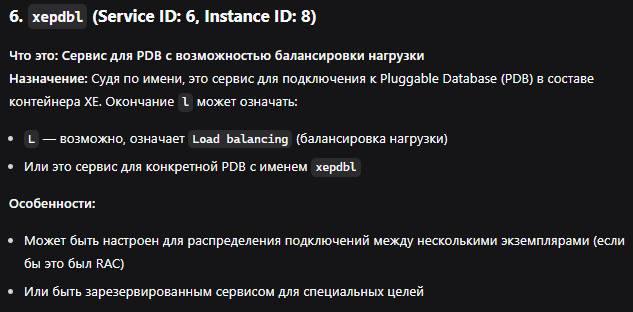 6. xepdbl (Service ID: 6, Instance ID: 8)
Что это: Сервис для PDB с возможностью балансировки нагрузки
Назначение: Судя по имени, это сервис для подключения к Pluggable Database (PDB) в составе
контейнера XE. Окончание l может означать:
L — возможно, означает Load balancing (балансировка нагрузки)
Или это сервис для конкретной PDB с именем xepdbl
Особенности:
Может быть настроен для распределения подключений между несколькими экземплярами (если
бы это был RAC)
Или быть зарезервированным сервисом для специальных целей